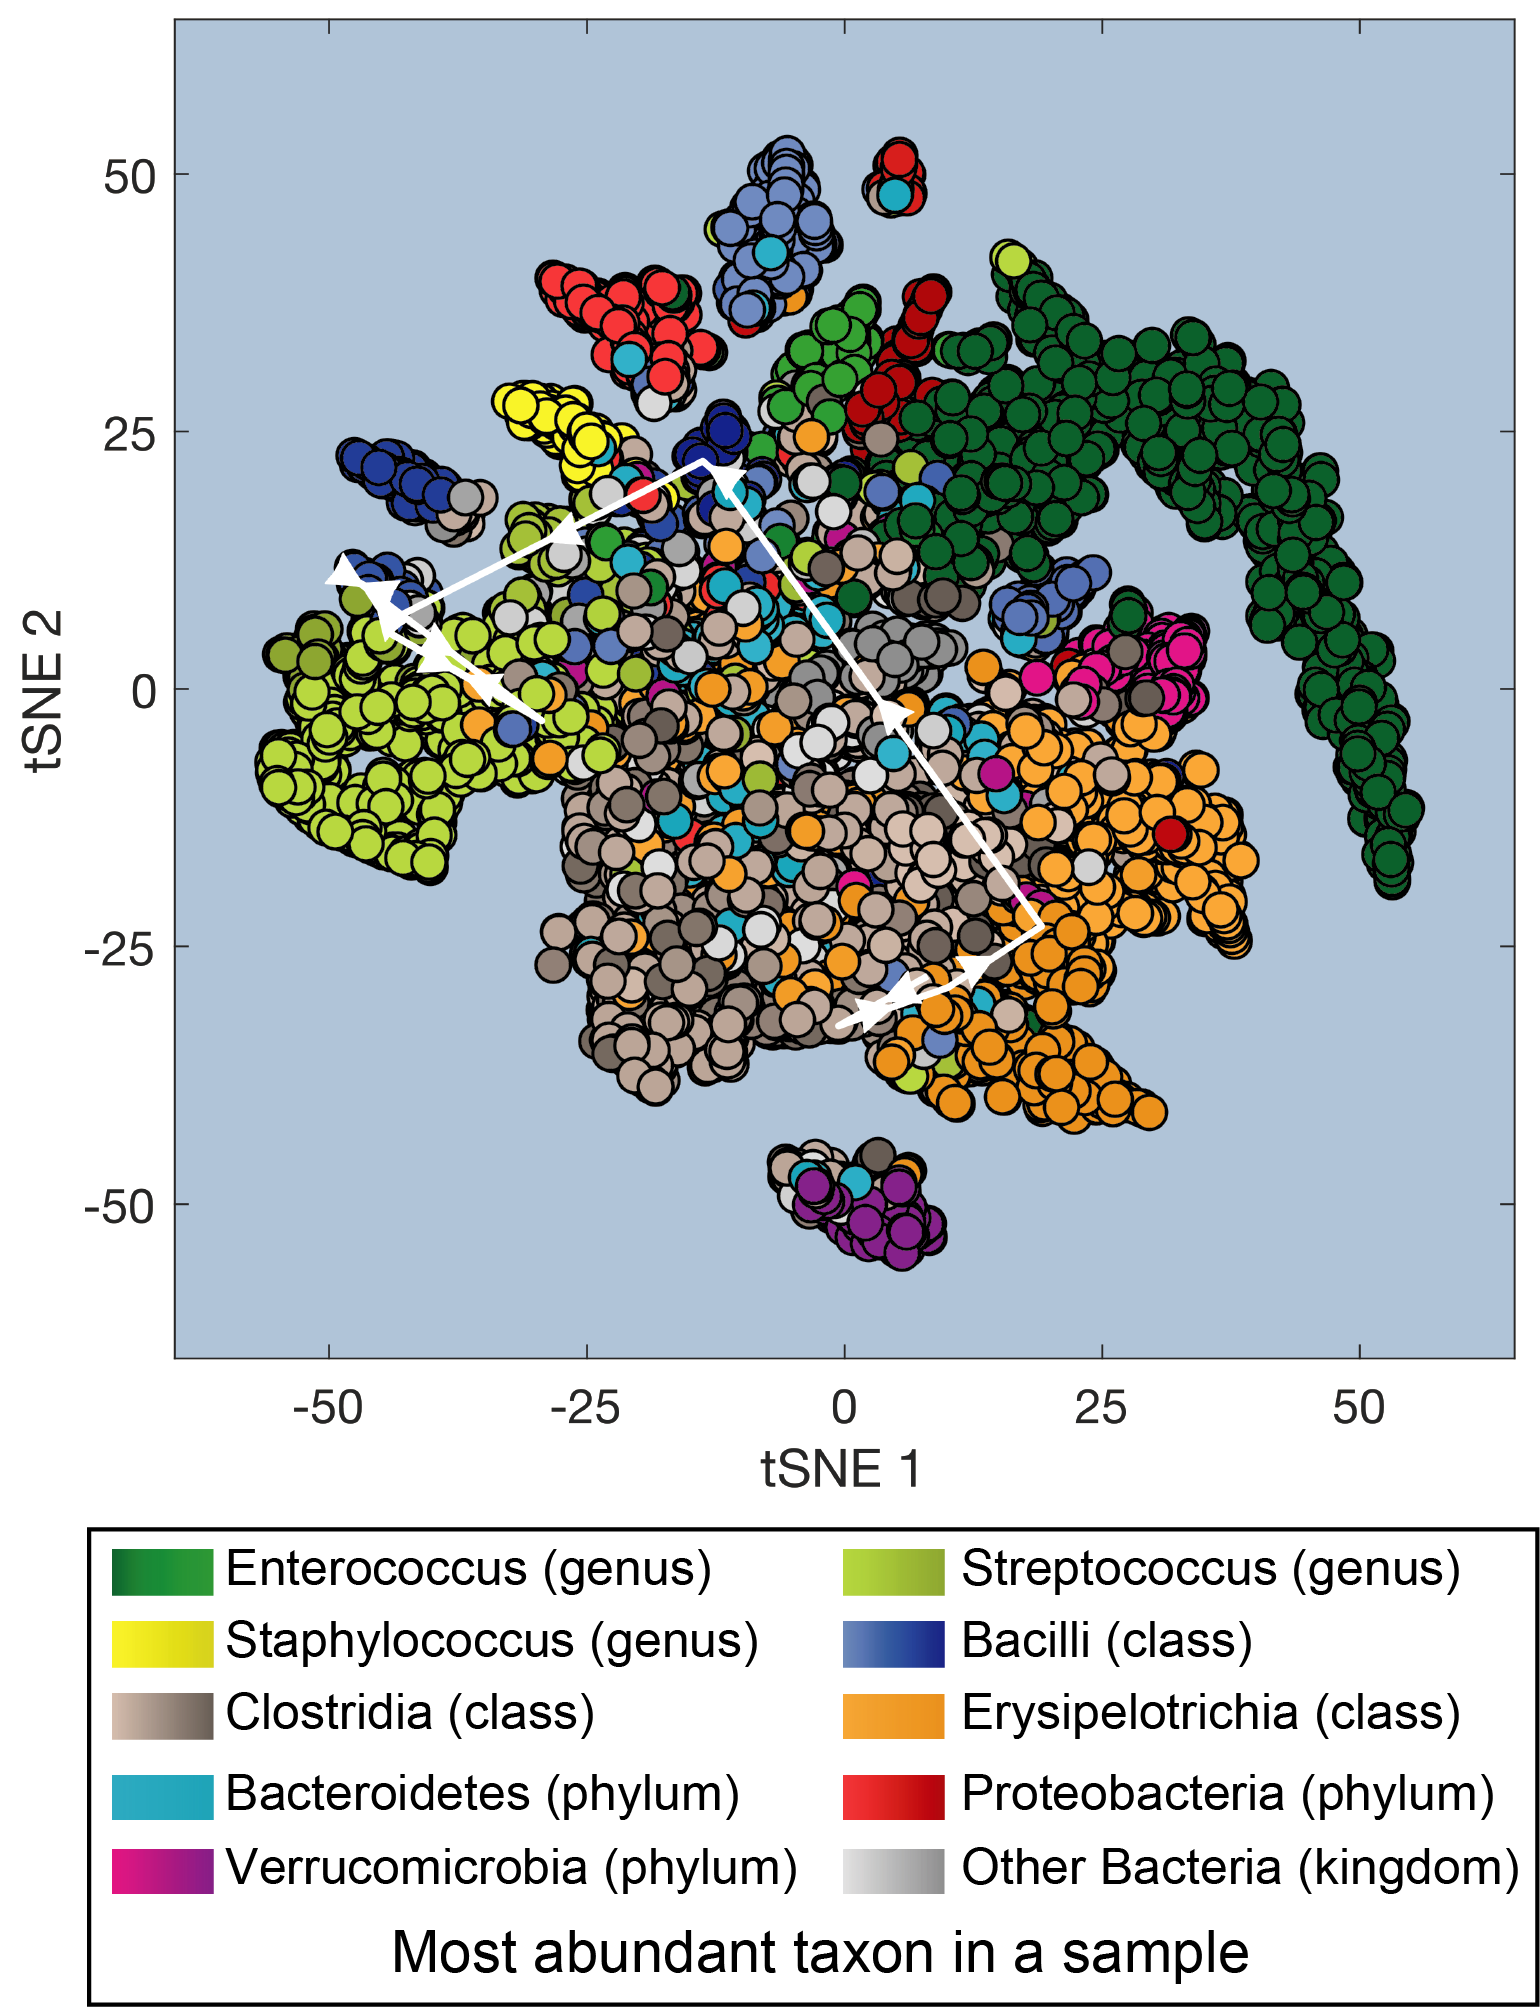 50
25
0
-25
-50
tSNE 2
-50 -25 0 25 50
tSNE 1
Enterococcus (genus) Streptococcus (genus)
Staphylococcus (genus) Bacilli (class)
Clostridia (class) Erysipelotrichia (class)
Bacteroidetes (phylum) Proteobacteria (phylum)
Verrucomicrobia (phylum) Other Bacteria (kingdom)
Most abundant taxon in a sample